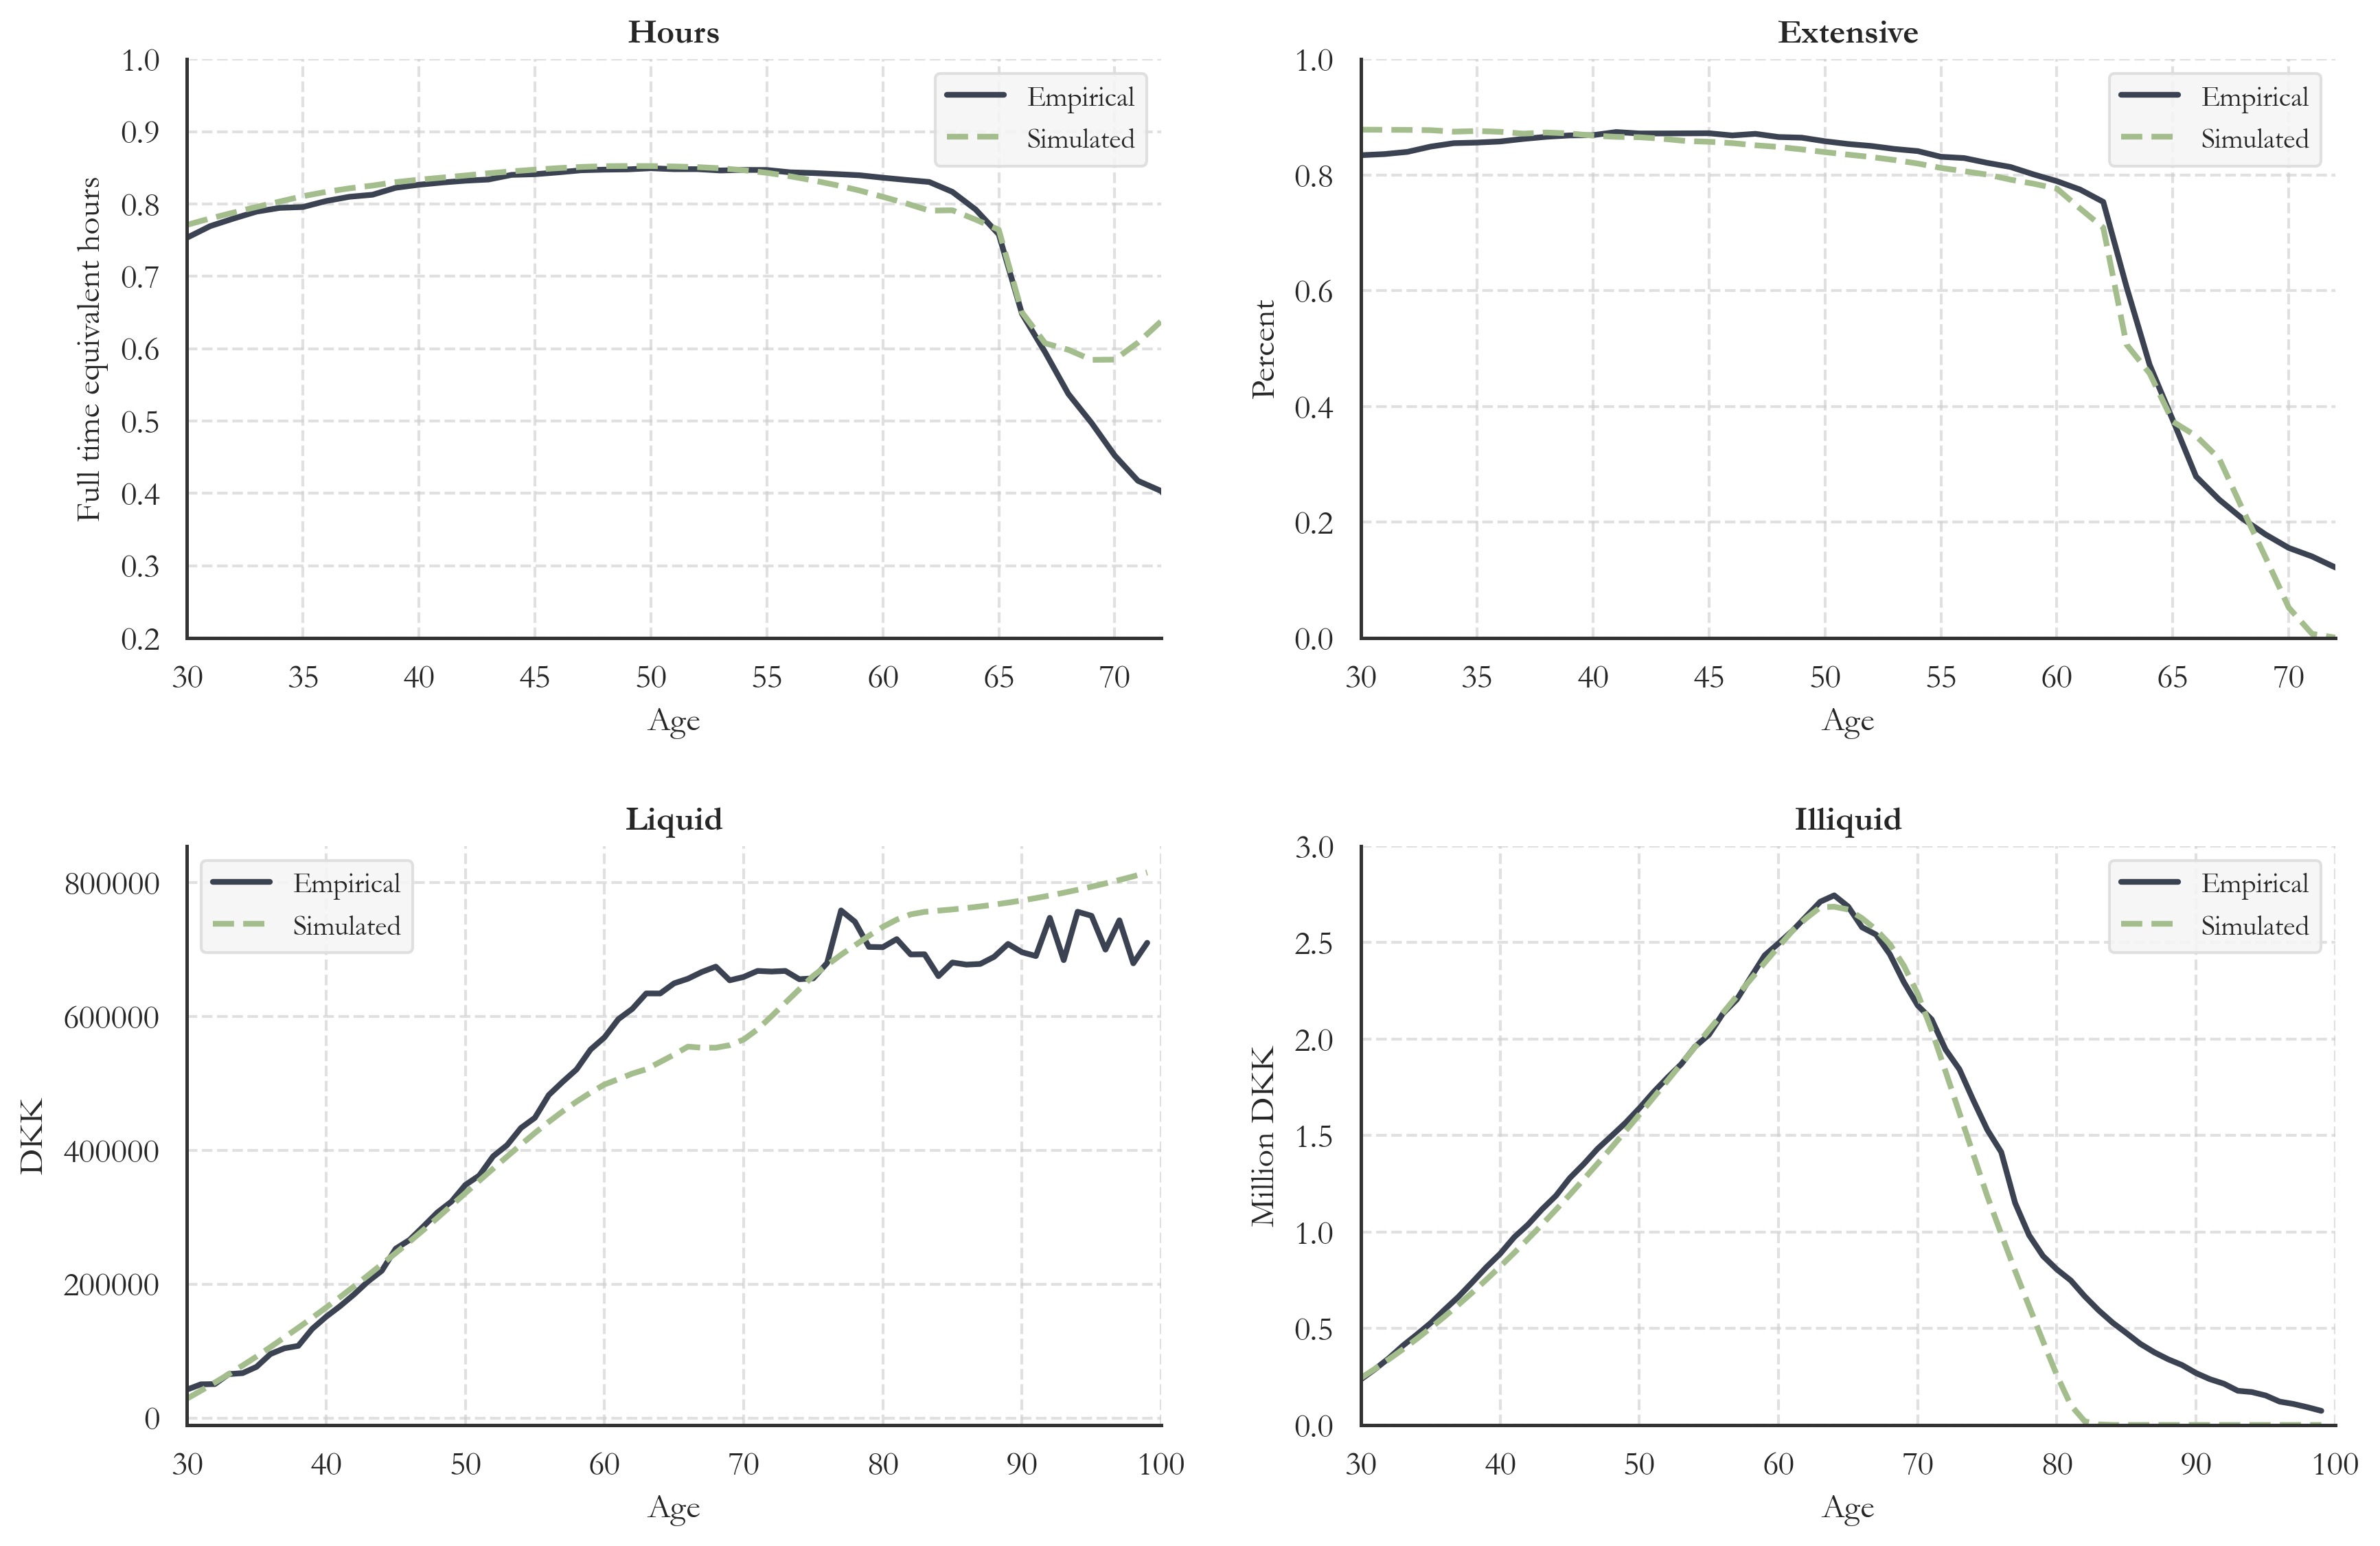 Hours
1.0
0.9
0.8
0.7
0.6
0.5
0.4
0.3
0.2
Full time equivalent hours
Empirical
Simulated
30 35 40 45 50 55 60 65 70
Age
Extensive
1.0
0.8
0.6
0.4
0.2
0.0
Percent
Empirical
Simulated
30 35 40 45 50 55 60 65 70
Age
Liquid
800000
600000
400000
200000
0
DKK
Empirical
Simulated
30 40 50 60 70 80 90 100
Age
Illiquid
3.0
2.5
2.0
1.5
1.0
0.5
0.0
Million DKK
Empirical
Simulated
30 40 50 60 70 80 90 100
Age